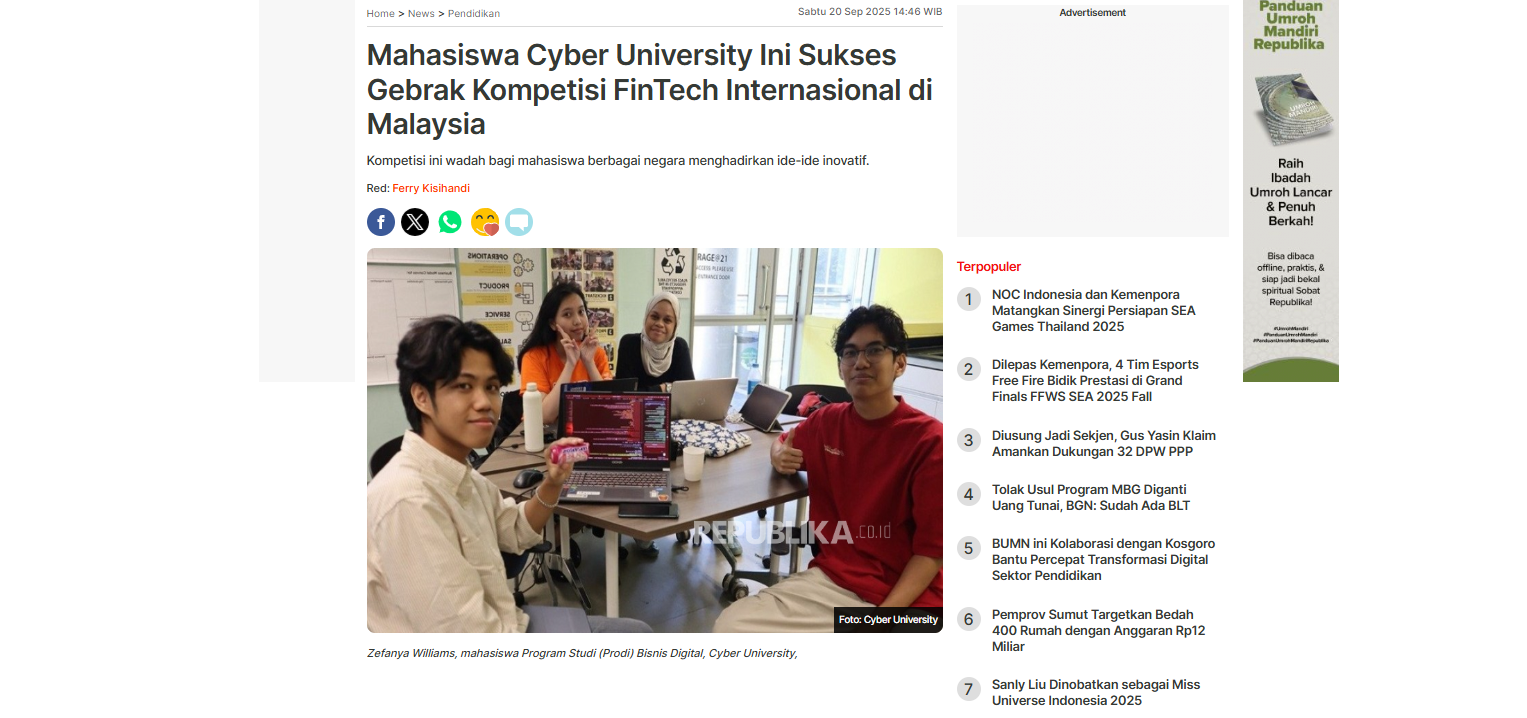 Home > News > Pendidikan
Sabtu 20 Sep 2025 14:46 WIB
Mahasiswa Cyber University Ini Sukses
Gebrak Kompetisi FinTech Internasional di
Malaysia
Kompetisi ini wadah bagi mahasiswa berbagai negara menghadirkan ide-ide inovatif.
Red: Ferry Kisihandi
OPERATIONS
PRODUCT
RAGE@21
REPUBLIKA.co.id
Foto: Cyber University
Zefanya Williams, mahasiswa Program Studi (Prodi) Bisnis Digital, Cyber University,
Advertisement
Terpopuler
1
NOC Indonesia dan Kemenpora
Matangkan Sinergi Persiapan SEA
Games Thailand 2025
2
Dilepas Kemenpora, 4 Tim Esports
Free Fire Bidik Prestasi di Grand
Finals FFWS SEA 2025 Fall
3
Diusung Jadi Sekjen, Gus Yasin Klaim
Amankan Dukungan 32 DPW PPP
4
Tolak Usul Program MBG Diganti
Uang Tunai, BGN: Sudah Ada BLT
5
BUMN ini Kolaborasi dengan Kosgoro
Bantu Percepat Transformasi Digital
Sektor Pendidikan
6
Pemprov Sumut Targetkan Bedah
400 Rumah dengan Anggaran Rp12
Miliar
7
Sanly Liu Dinobatkan sebagai Miss
Universe Indonesia 2025
Panduan
Umroh
Mandiri
Republika
UMROH
MANDIRI
Raih
Ibadah
Umroh Lancar
& Penuh
Berkah!
Bisa dibaca
offline, praktis, &
siap jadi bekal
spiritual Sobat
Republika!
#UmrohMandiri
#PanduanUmrohMandiri
#PanduanUmrohMandiriRepublika